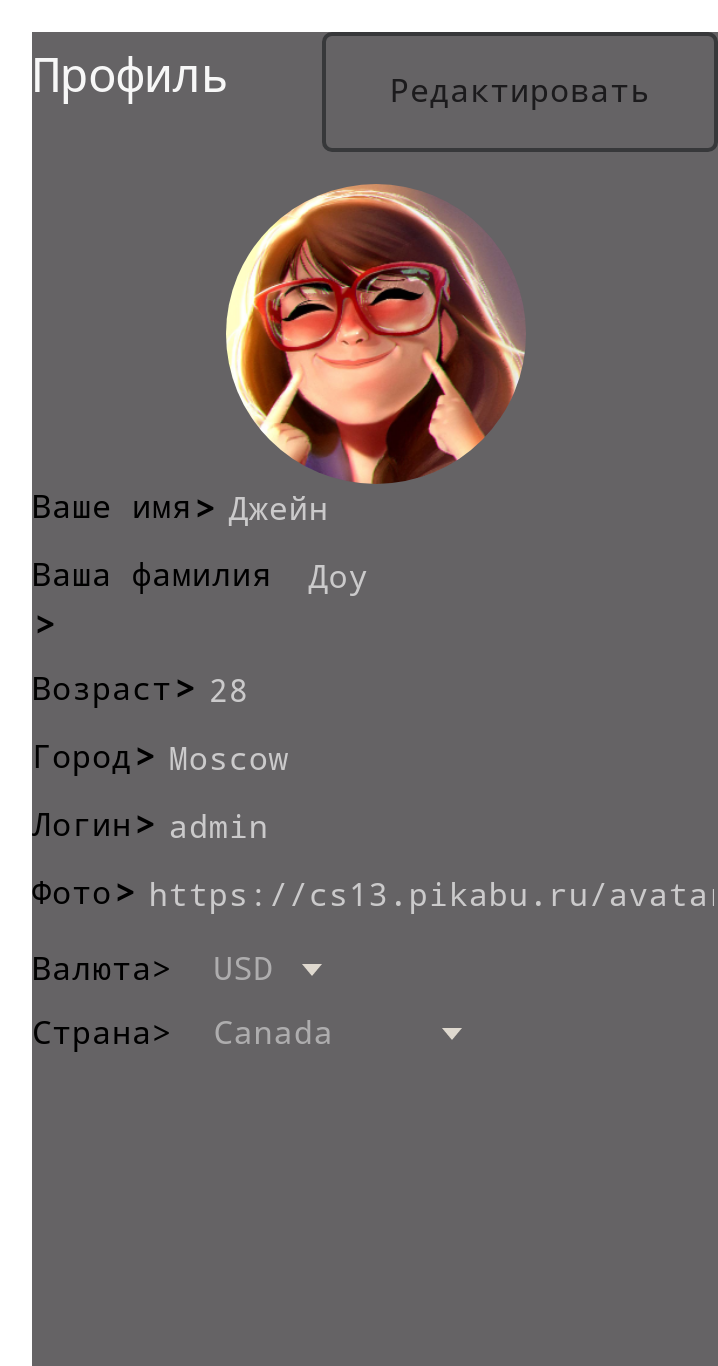 Профиль
Редактировать
Ваше имя> Джейн
Ваша фамилия Доу
>
Возраст> 28
Город> Moscow
Логин> admin
Фото> https://cs13.pikabu.ru/avata
Валюта> USD
Страна> Canada